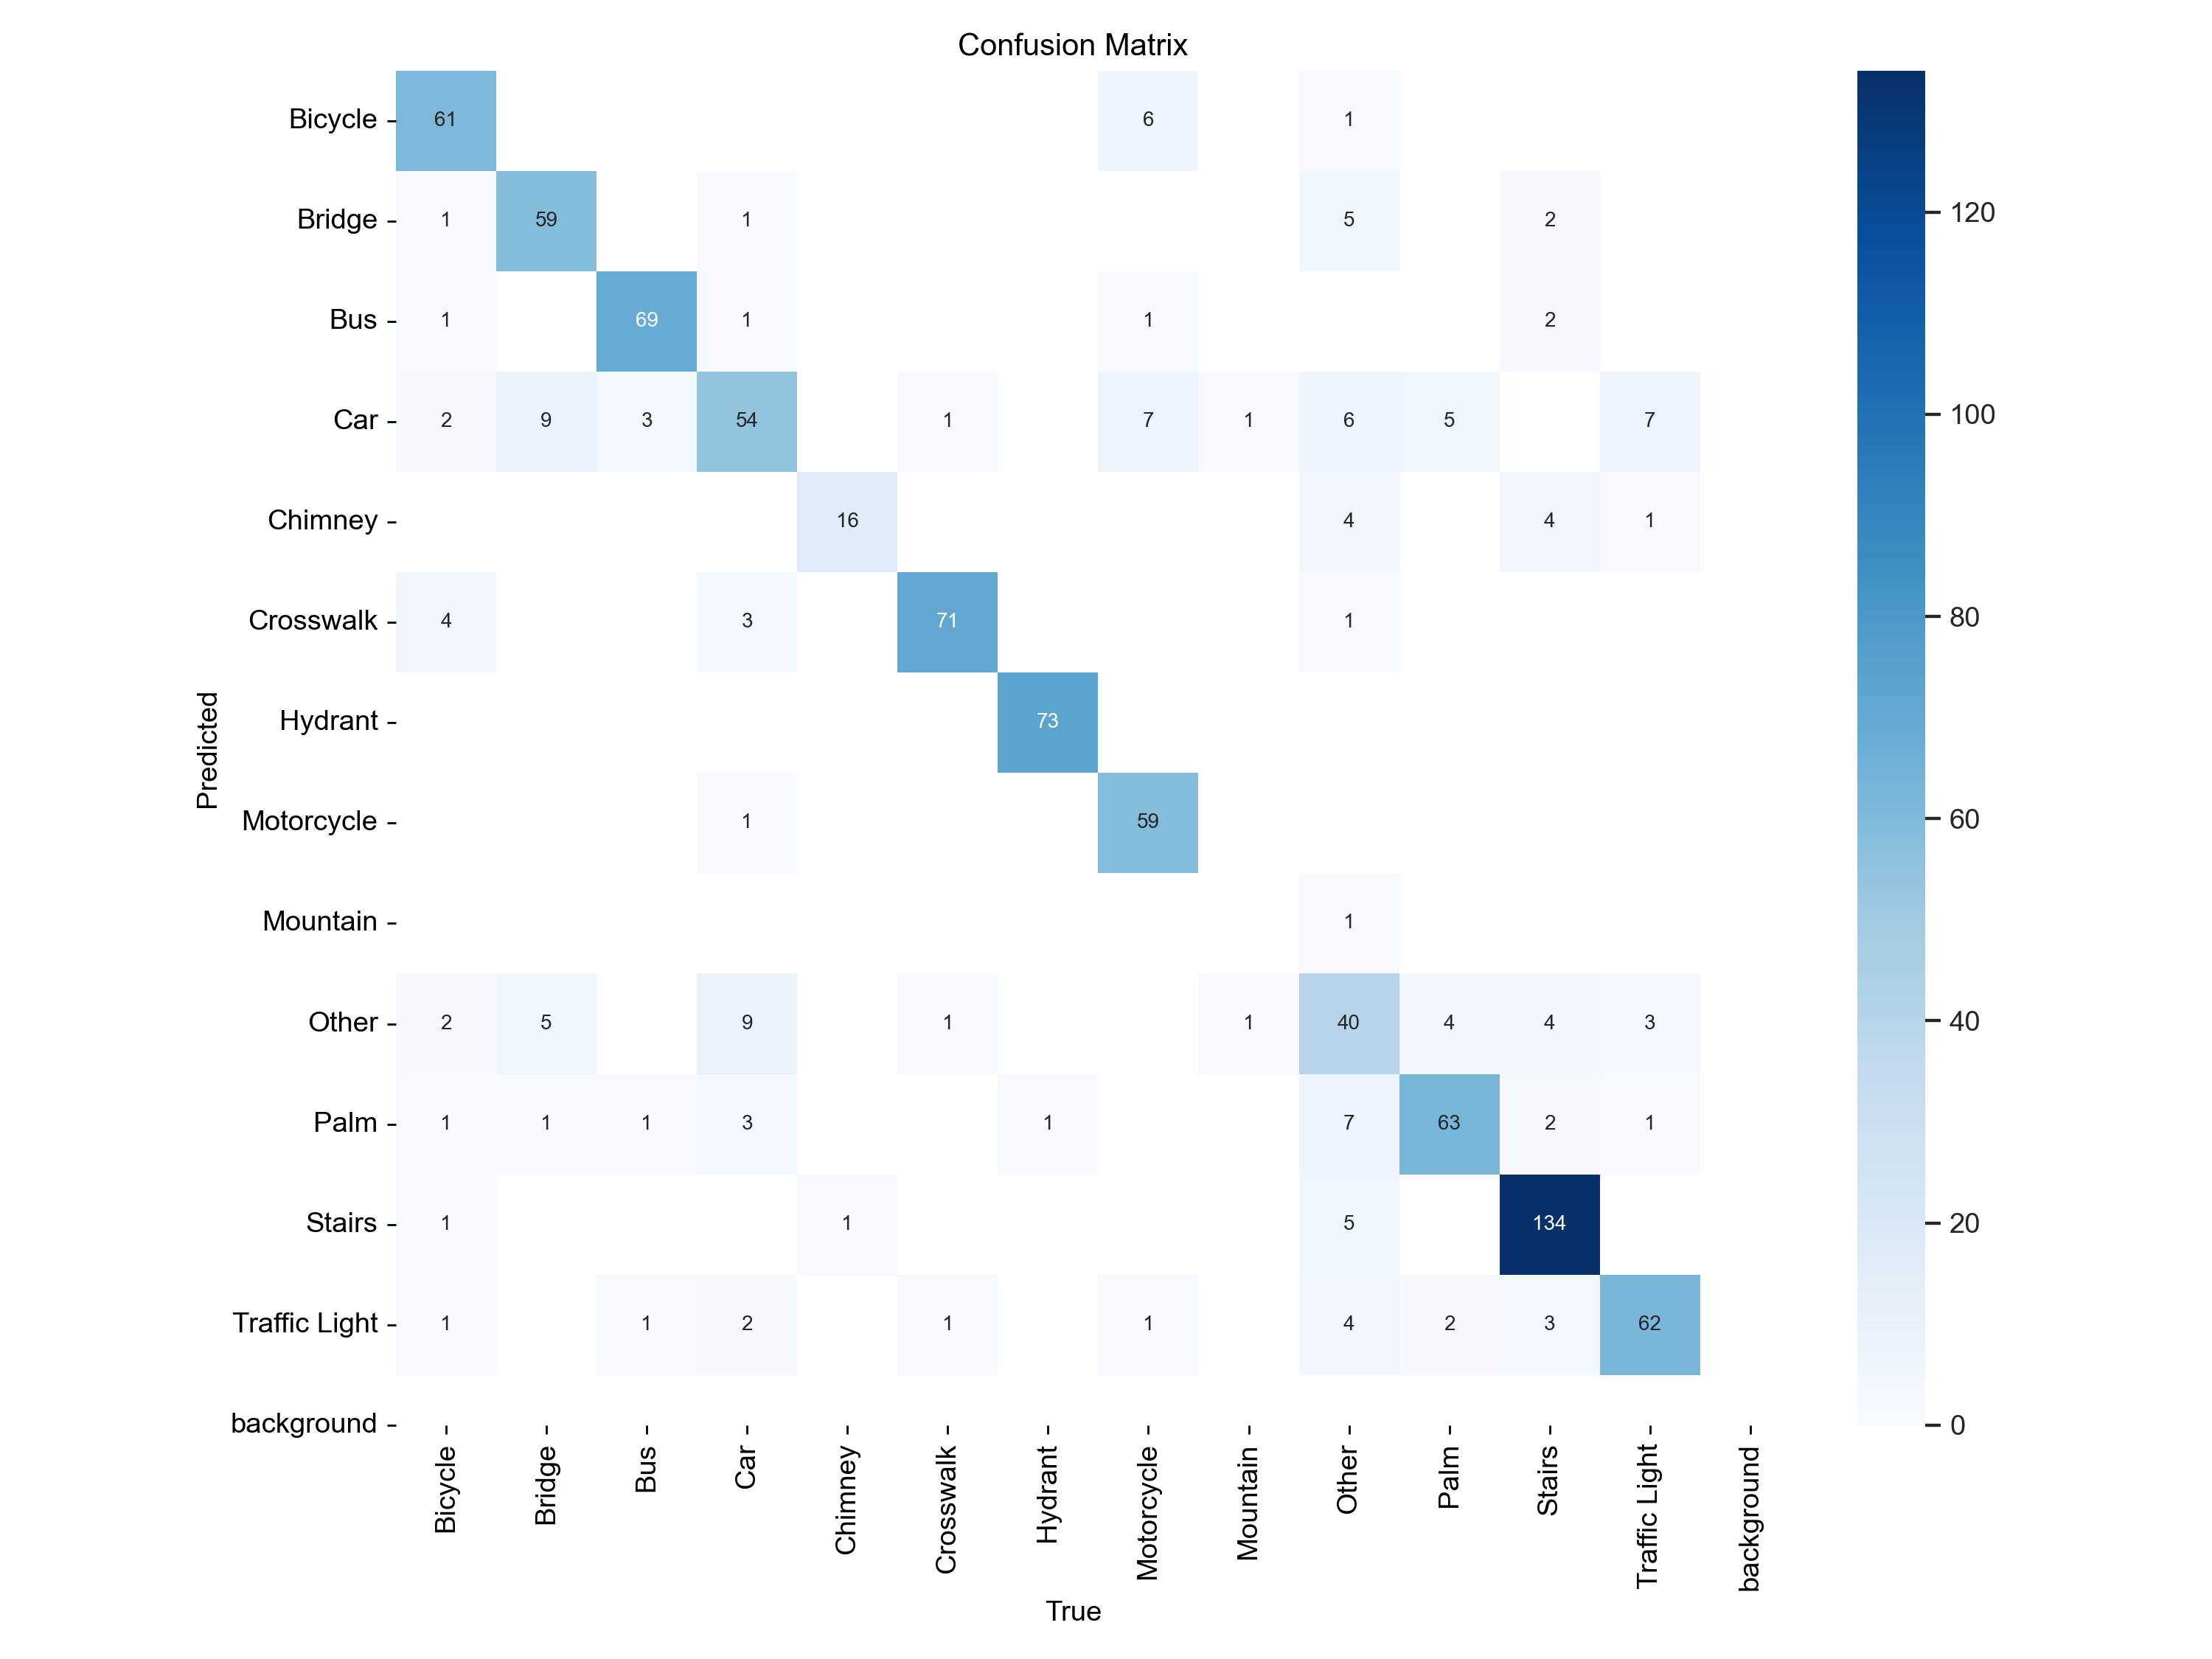 Confusion Matrix
Bicycle 61 6 1
Bridge 1 59 1 5 2
Bus 1 69 1 1 2
Car 2 9 3 54 1 7 1 6 5 7
Chimney 16 4 4 1
Crosswalk 4 3 71 1
Hydrant 73
Motorcycle 1 59
Mountain 1
Other 2 5 9 1 1 40 4 4 3
Palm 1 1 1 3 1 7 63 2 1
Stairs 1 1 5 134
Traffic Light 1 1 2 1 1 4 2 3 62
background
Predicted
Bicycle Bridge Bus Car Chimney Crosswalk Hydrant Motorcycle Mountain Other Palm Stairs Traffic Light background
True
120
100
80
60
40
20
0